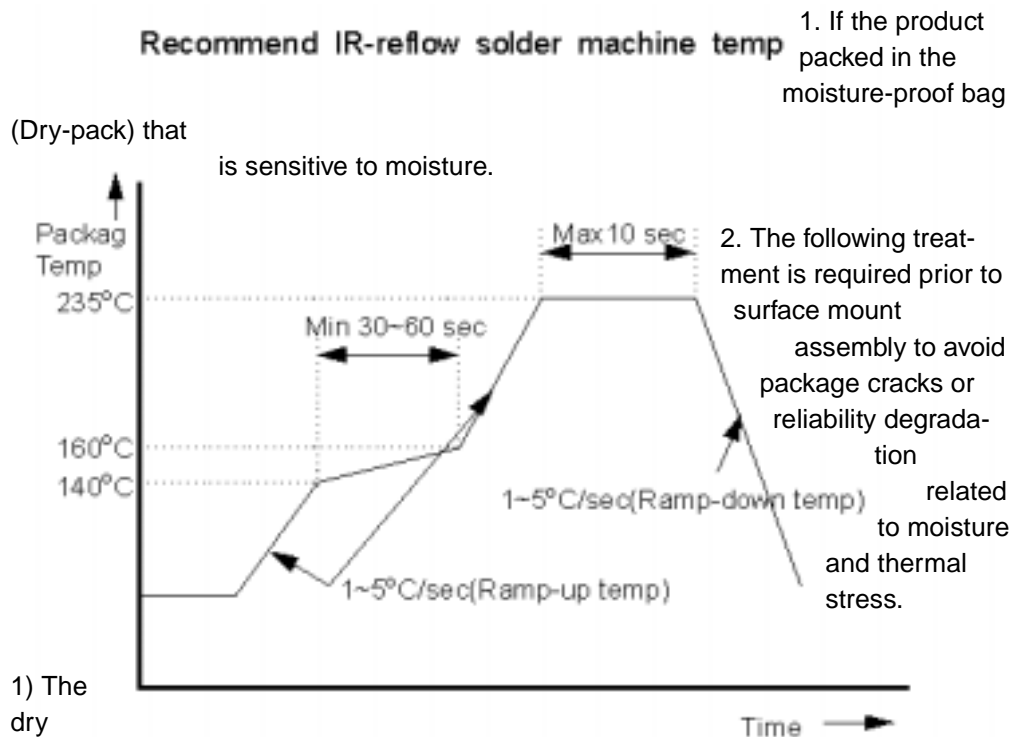 Recommend IR-reflow solder machine temp
1. If the product
packed in the
moisture-proof bag
(Dry-pack) that
is sensitive to moisture.
Packag
Temp
235°C
160°C
140°C
Min 30~60 sec
Max10 sec
1~5°C/sec(Ramp-up temp)
1~5°C/sec(Ramp-down temp)
Time
2. The following treat-
ment is required prior to
surface mount
assembly to avoid
package cracks or
reliability degrada-
tion
related
to moisture
and thermal
stress.
1) The
dry